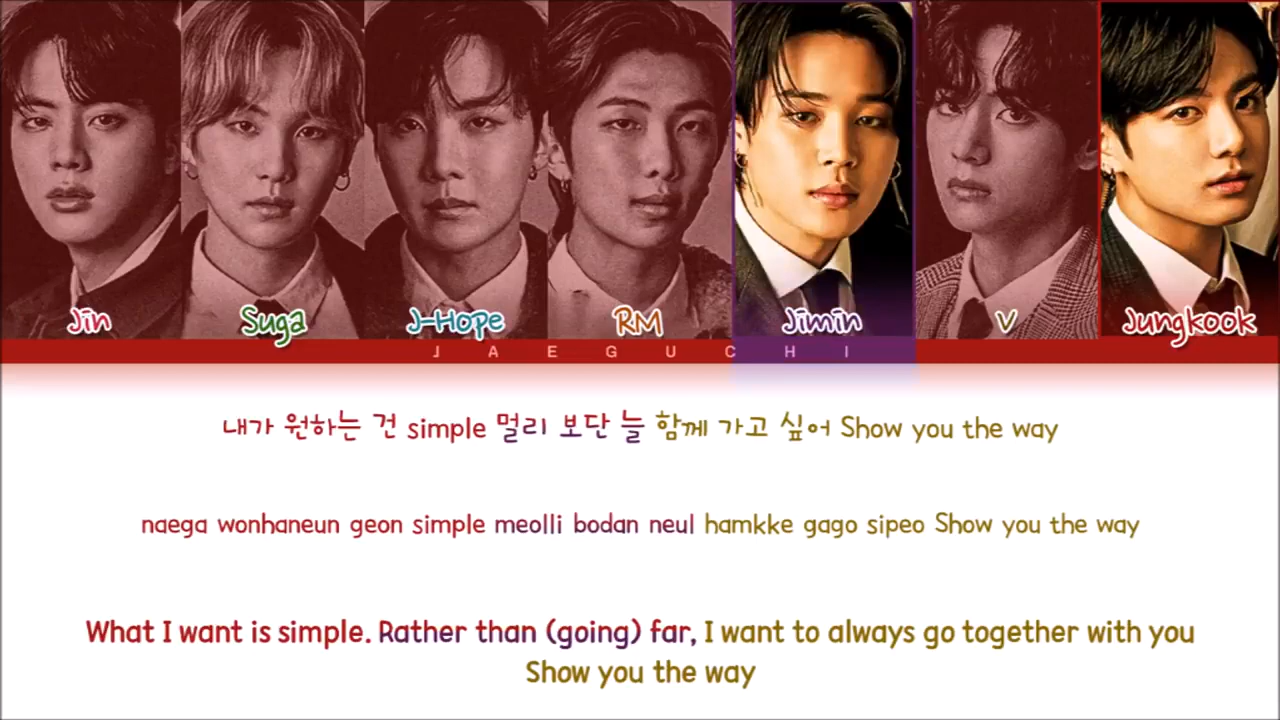 Jin Suga J-Hope RM Jimin V Jungkook
JAEGUCHI
내가 원하는 건 simple 멀리 보단 늘 함께 가고 싶어 Show you the way
naega wonhaneun geon simple meolli bodan neul hamkke gago sipeo Show you the way
What I want is simple. Rather than (going) far, I want to always go together with you
Show you the way